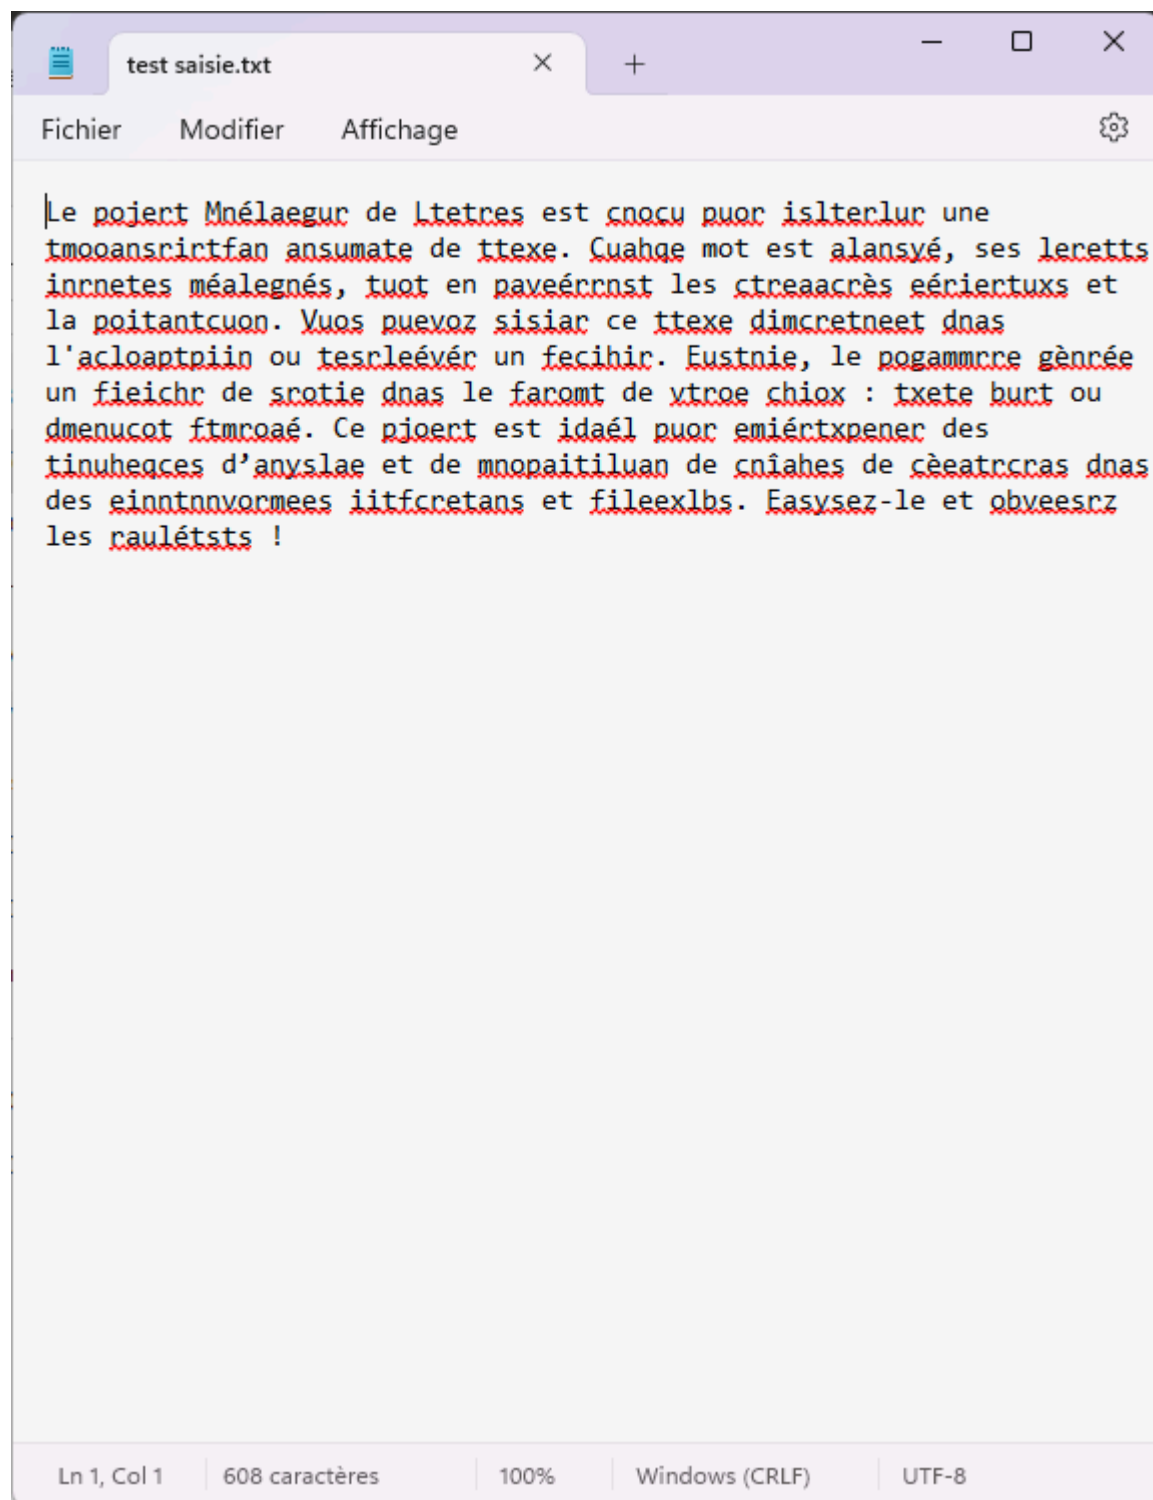 test saisie.txt
Fichier Modifier Affichage
Le pojert Mnélaegur de Ltetres est cnoçu puor islterlur une
tmooansrirtfan ansumate de ttexe. Cuahqe mot est alansyé, ses leretts
inrnetes méalegnés, tuot en paveérrnst les ctreaacrès eériertuxs et
la poitantcuon. Vuos puevoz sisiar ce ttexe dimcretneet dnas
l'acloaptpiin ou tesrleévér un fecihir. Eustnie, le pogammrre gènrée
un fieichr de srotie dnas le faromt de vtroe chiox : txete burt ou
dmenucot ftmroaé. Ce pjoert est idaél puor emiértxpener des
tinuheqces d’anyslae et de mnopaitiluan de cnîahes de cèeatrcras dnas
des einntnnvormees iitfcretans et fileexlbs. Easysez-le et obveesrz
les raulétsts !
Ln 1, Col 1 608 caractères 100% Windows (CRLF) UTF-8